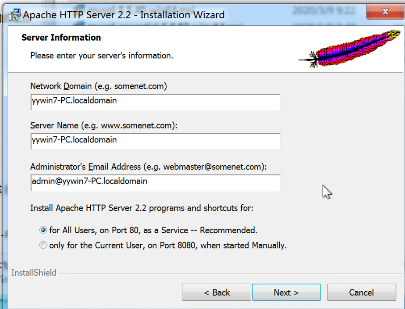 Apache HTTP Server 2.2 - Installation Wizard
Server Information
Please enter your server's information.
Network Domain (e.g. somenet.com)
yywin7-PC.localdomain
Server Name (e.g. www.somenet.com):
yywin7-PC.localdomain
Administrator's Email Address (e.g. webmaster@somenet.com):
admin@yywin7-PC.localdomain
Install Apache HTTP Server 2.2 programs and shortcuts for:
for All Users, on Port 80, as a Service -- Recommended.
only for the Current User, on Port 8080, when started Manually.
InstallShield
< Back
Next >
Cancel